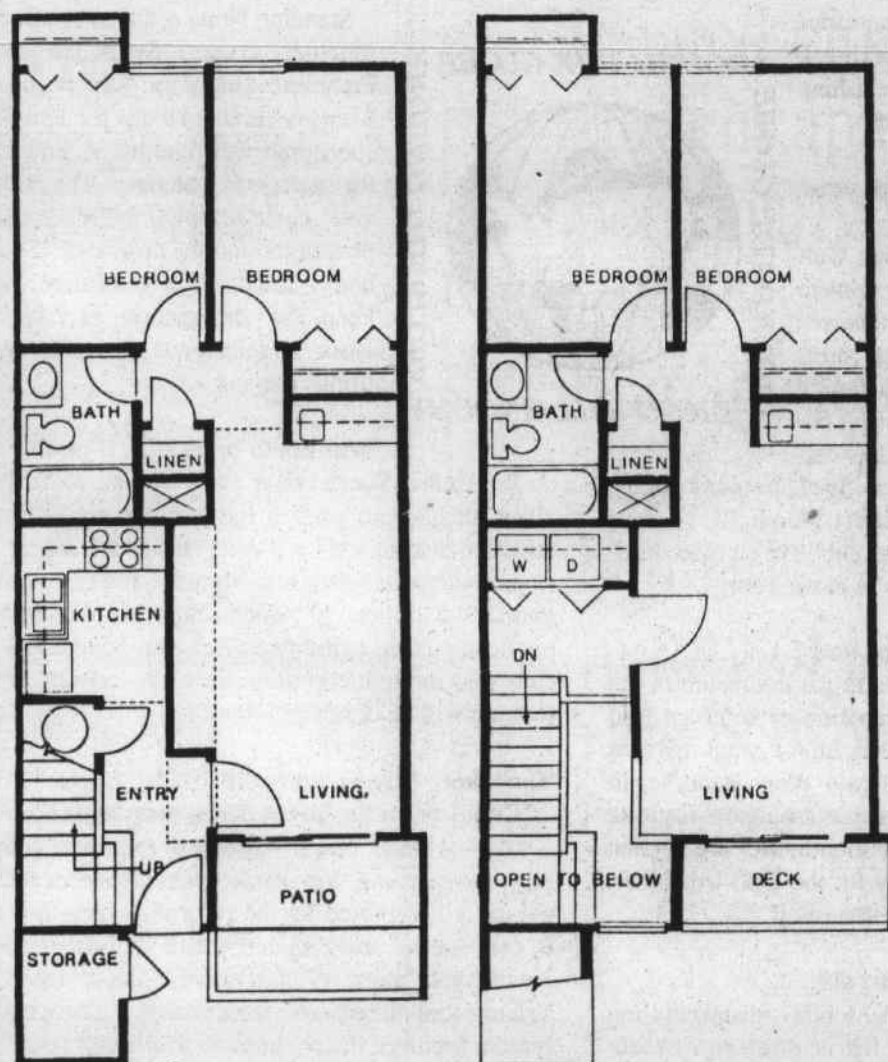 BEDROOM
BEDROOM
BATH
LINEN
KITCHEN
ENTRY
LIVING
UP
PATIO
STORAGE
BEDROOM
BEDROOM
BATH
LINEN
W
D
DN
LIVING
OPEN TO BELOW
DECK